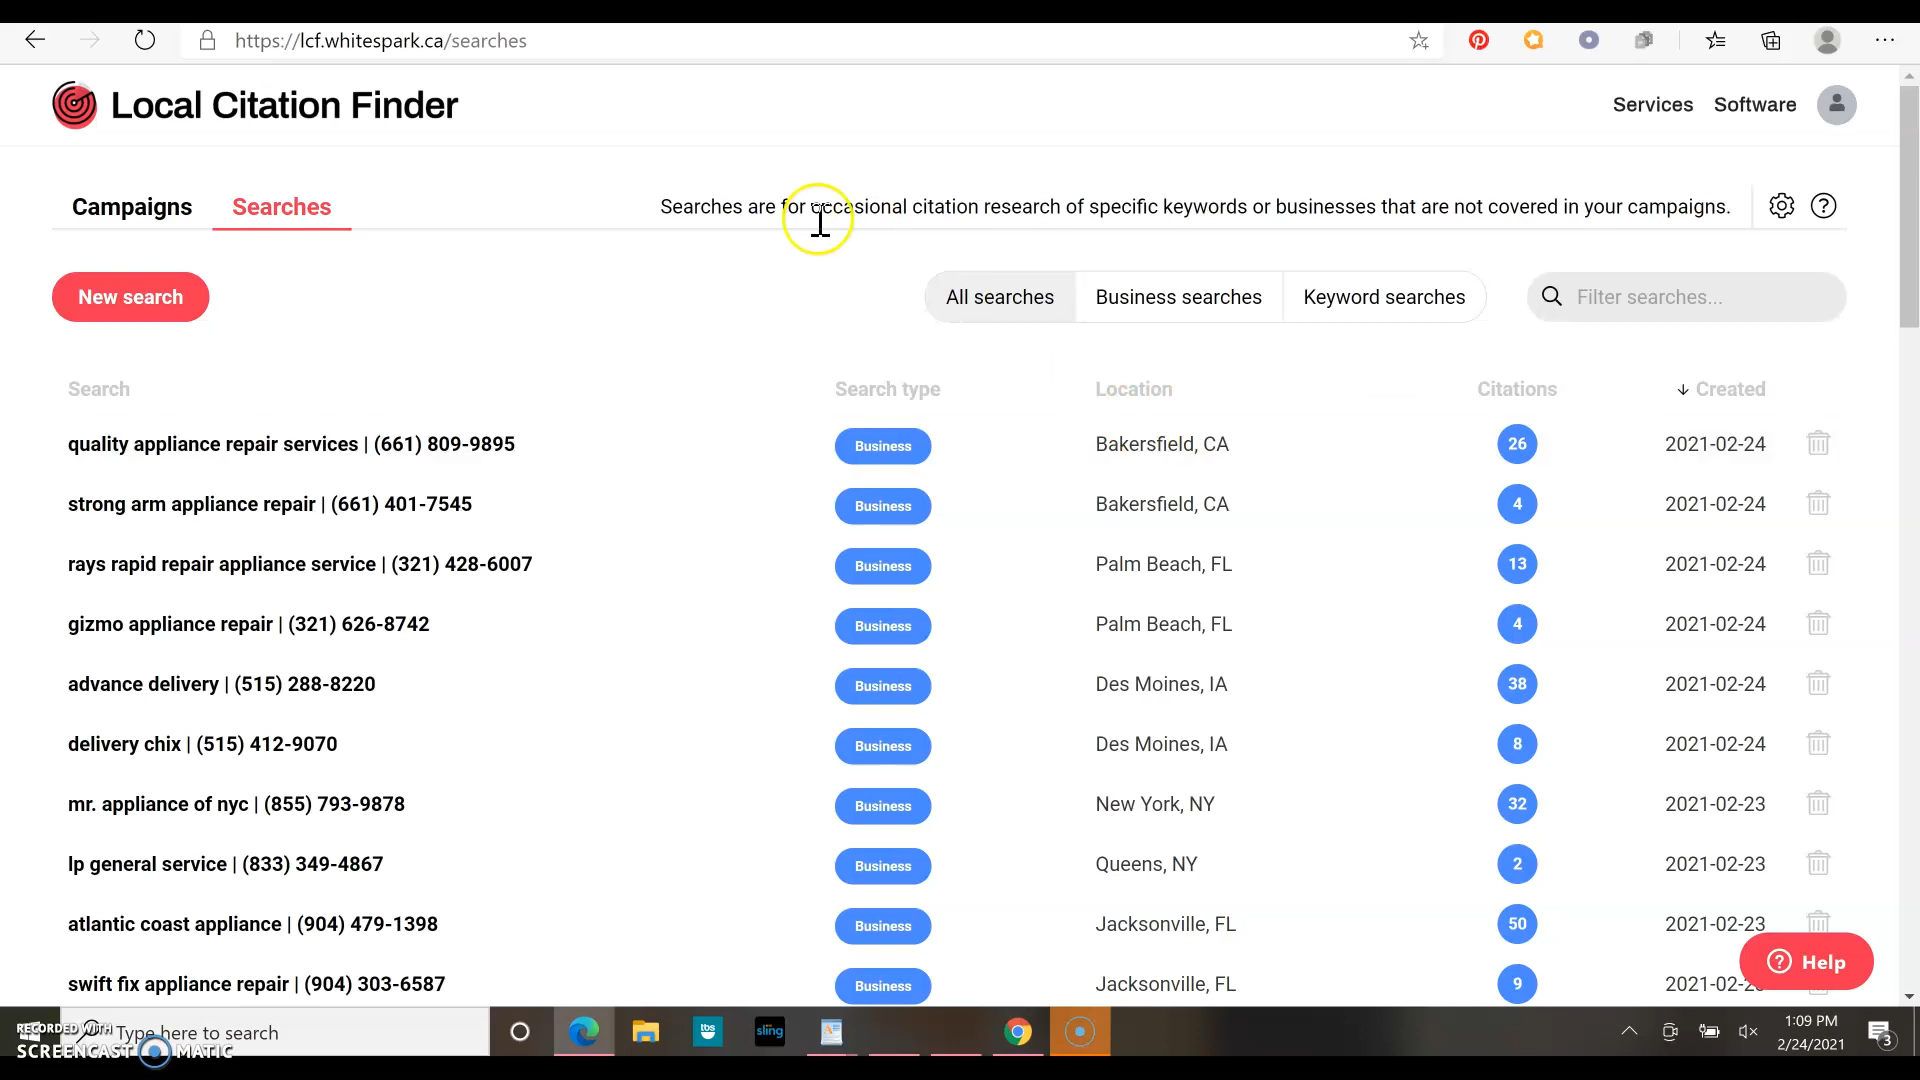 https://lcf.whitespark.ca/searches
Local Citation Finder
Services Software
Campaigns Searches Searches are for occasional citation research of specific keywords or businesses that are not covered in your campaigns.
New search All searches Business searches Keyword searches Filter searches...
Search Search type Location Citations Created
quality appliance repair services | (661) 809-9895 Business Bakersfield, CA 26 2021-02-24
strong arm appliance repair | (661) 401-7545 Business Bakersfield, CA 4 2021-02-24
rays rapid repair appliance service | (321) 428-6007 Business Palm Beach, FL 13 2021-02-24
gizmo appliance repair | (321) 626-8742 Business Palm Beach, FL 4 2021-02-24
advance delivery | (515) 288-8220 Business Des Moines, IA 38 2021-02-24
delivery chix | (515) 412-9070 Business Des Moines, IA 8 2021-02-24
mr. appliance of nyc | (855) 793-9878 Business New York, NY 32 2021-02-23
lp general service | (833) 349-4867 Business Queens, NY 2 2021-02-23
atlantic coast appliance | (904) 479-1398 Business Jacksonville, FL 50 2021-02-23
swift fix appliance repair | (904) 303-6587 Business Jacksonville, FL 9
Help
Type here to search
RECORDED WITH
SCREENCAST MATIC
tbs
sling
1:09 PM
2/24/2021
3